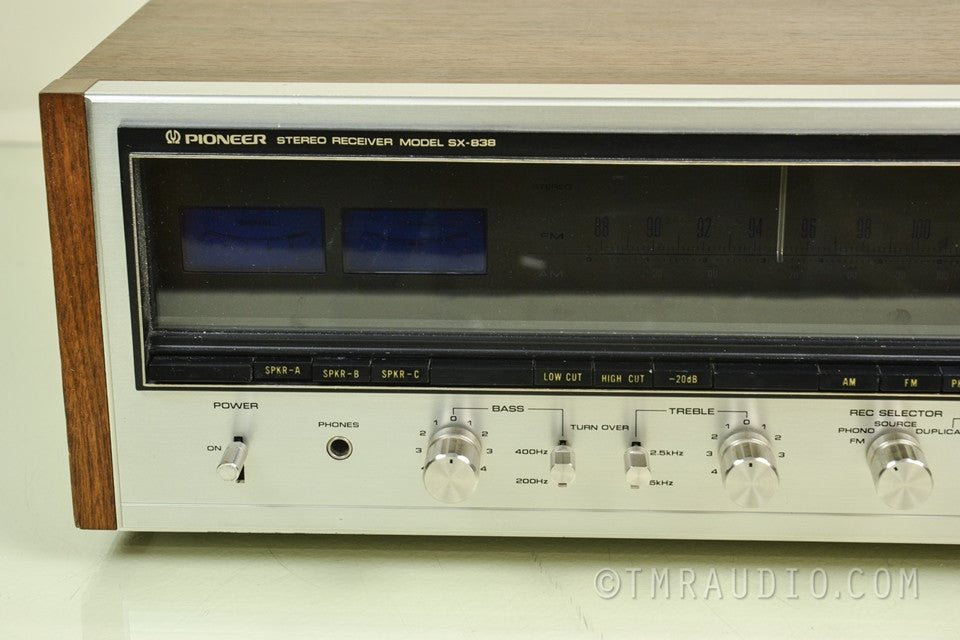 PIONEER STEREO RECEIVER MODEL SX-838
STEREO
SIGNAL
FM 88 90 92 94 96 98 100
AM
SPKR-A SPKR-B SPKR-C LOW CUT HIGH CUT -20dB AM FM
POWER
ON
PHONES
BASS
1 0 1
2 2
3 3
4 4
TURN OVER
400Hz
200Hz
TREBLE
2.5kHz
5kHz
1 0 1
2 2
3 3
4 4
REC SELECTOR
SOURCE
PHONO DUPLICA
FM
©TMRAUDIO.COM